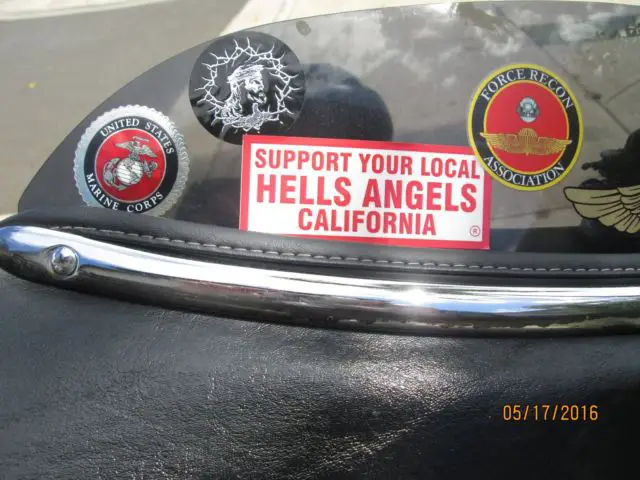 UNITED STATES
MARINE CORPS
SUPPORT YOUR LOCAL
HELLS ANGELS
CALIFORNIA
®
FORCE RECON
ASSOCIATION
05/17/2016